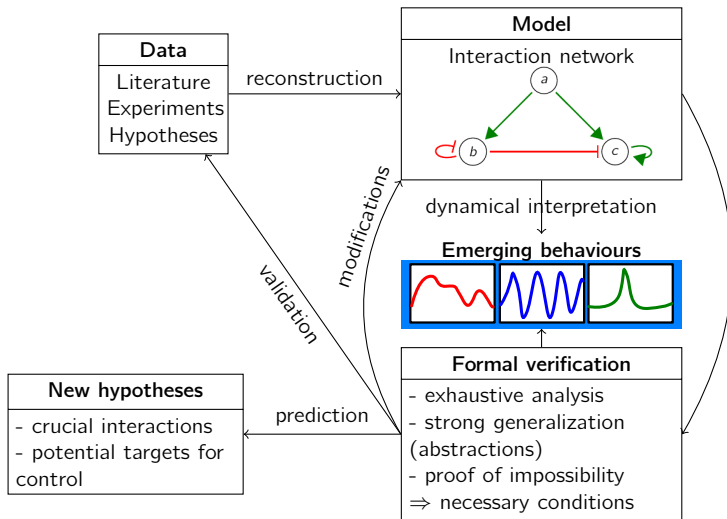 Data
Literature
Experiments
Hypotheses
reconstruction
Model
Interaction network
a
b
c
dynamical interpretation
Emerging behaviours
modifications
validation
Formal verification
- exhaustive analysis
- strong generalization
(abstractions)
- proof of impossibility
⇒ necessary conditions
prediction
New hypotheses
- crucial interactions
- potential targets for
control